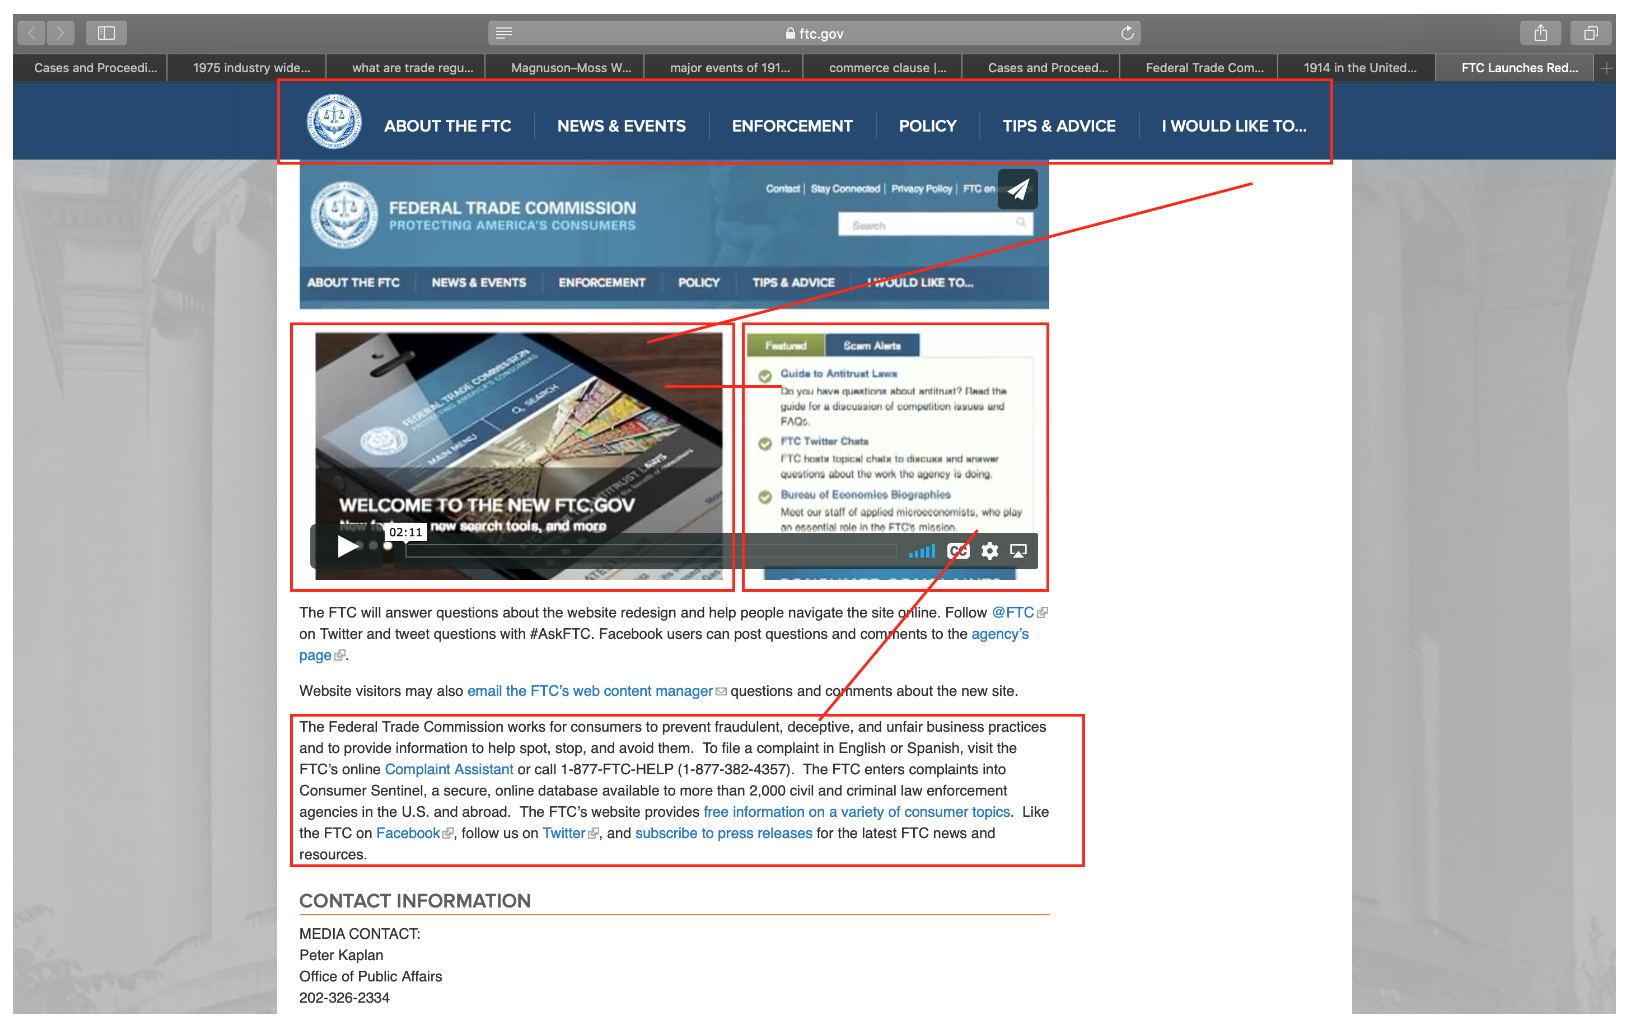 ftc.gov
Cases and Proceedi...
1975 industry wide...
what are trade regu...
Magnuson–Moss W...
major events of 191...
commerce clause |...
Cases and Proceed...
Federal Trade Com...
1914 in the United...
FTC Launches Red...
ABOUT THE FTC
NEWS & EVENTS
ENFORCEMENT
POLICY
TIPS & ADVICE
I WOULD LIKE TO...
Contact | Stay Connected | Privacy Policy | FTC en
FEDERAL TRADE COMMISSION
PROTECTING AMERICA'S CONSUMERS
Search
ABOUT THE FTC
NEWS & EVENTS
ENFORCEMENT
POLICY
TIPS & ADVICE
I WOULD LIKE TO...
FEDERAL TRADE COMMISSION
PROTECTING AMERICA'S CONSUMERS
SEARCH
MAIN MENU
ANTITRUST LAWS
WELCOME TO THE NEW FTC.GOV
new search tools, and more
02:11
Featured
Scam Alerts
Guide to Antitrust Laws
Do you have questions about antitrust? Read the
guide for a discussion of competition issues and
FAQs.
FTC Twitter Chats
FTC hosts topical chats to discuss and answer
questions about the work the agency is doing.
Bureau of Economics Biographies
Meet our staff of applied microeconomists, who play
an essential role in the FTC's mission.
CC
CONSUMER COMPLAINTS
The FTC will answer questions about the website redesign and help people navigate the site online. Follow @FTC
on Twitter and tweet questions with #AskFTC. Facebook users can post questions and comments to the agency's
page.
Website visitors may also email the FTC's web content manager questions and comments about the new site.
The Federal Trade Commission works for consumers to prevent fraudulent, deceptive, and unfair business practices
and to provide information to help spot, stop, and avoid them. To file a complaint in English or Spanish, visit the
FTC's online Complaint Assistant or call 1-877-FTC-HELP (1-877-382-4357). The FTC enters complaints into
Consumer Sentinel, a secure, online database available to more than 2,000 civil and criminal law enforcement
agencies in the U.S. and abroad. The FTC's website provides free information on a variety of consumer topics. Like
the FTC on Facebook, follow us on Twitter, and subscribe to press releases for the latest FTC news and
resources.
CONTACT INFORMATION
MEDIA CONTACT:
Peter Kaplan
Office of Public Affairs
202-326-2334